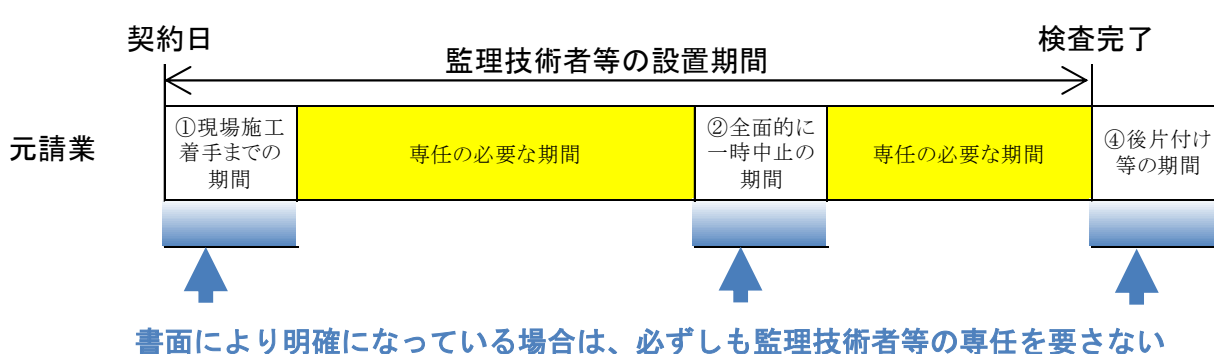 契約日
検査完了
監理技術者等の設置期間
元請業
①現場施工
着手までの
期間
専任の必要な期間
②全面的に
一時中止の
期間
専任の必要な期間
④後片付け
等の期間
書面により明確になっている場合は、必ずしも監理技術者等の専任を要さない